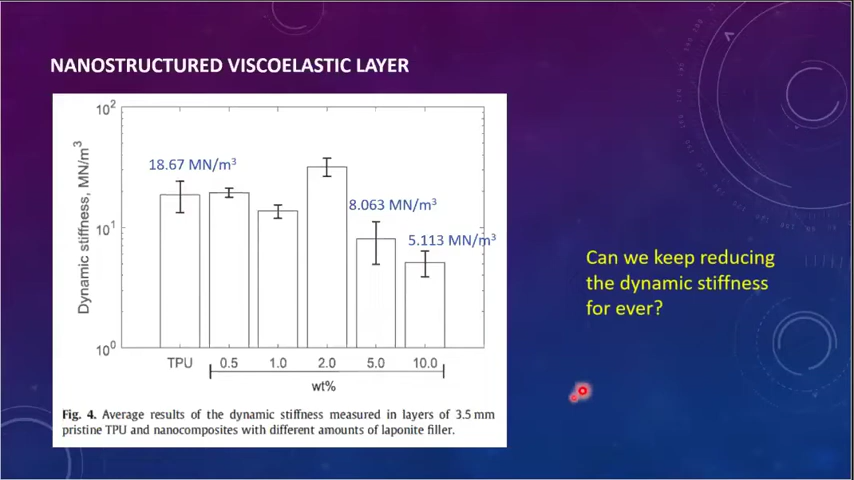 NANOSTRUCTURED VISCOELASTIC LAYER
10²
18.67 MN/m³
8.063 MN/m³
10¹
5.113 MN/m³
Dynamic stiffness, MN/m³
10⁰
TPU 0.5 1.0 2.0 5.0 10.0
wt%
Fig. 4. Average results of the dynamic stiffness measured in layers of 3.5 mm
pristine TPU and nanocomposites with different amounts of laponite filler.
Can we keep reducing
the dynamic stiffness
for ever?